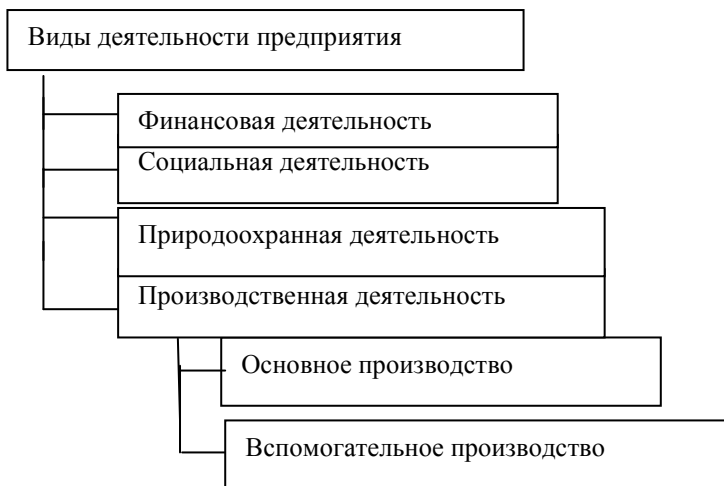 Виды деятельности предприятия
Финансовая деятельность
Социальная деятельность
Природоохранная деятельность
Производственная деятельность
Основное производство
Вспомогательное производство